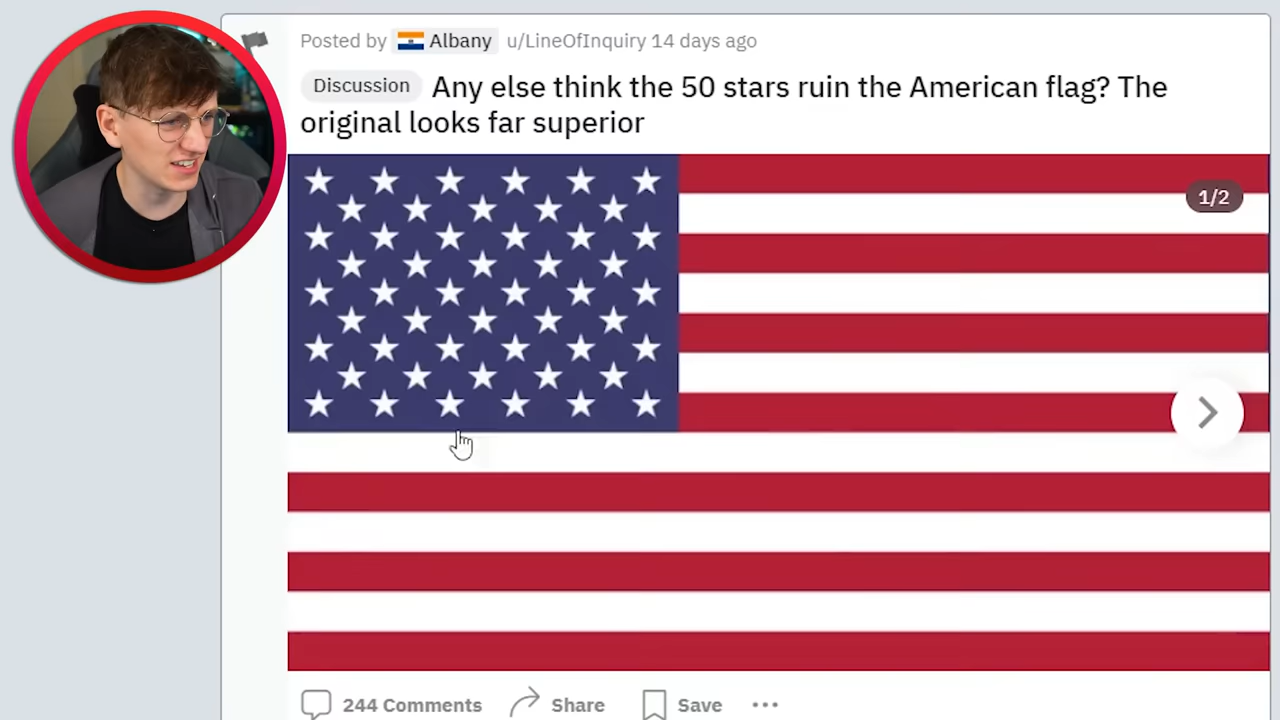 Posted by Albany u/LineOfInquiry 14 days ago
Discussion Any else think the 50 stars ruin the American flag? The
original looks far superior
1/2
244 Comments Share Save